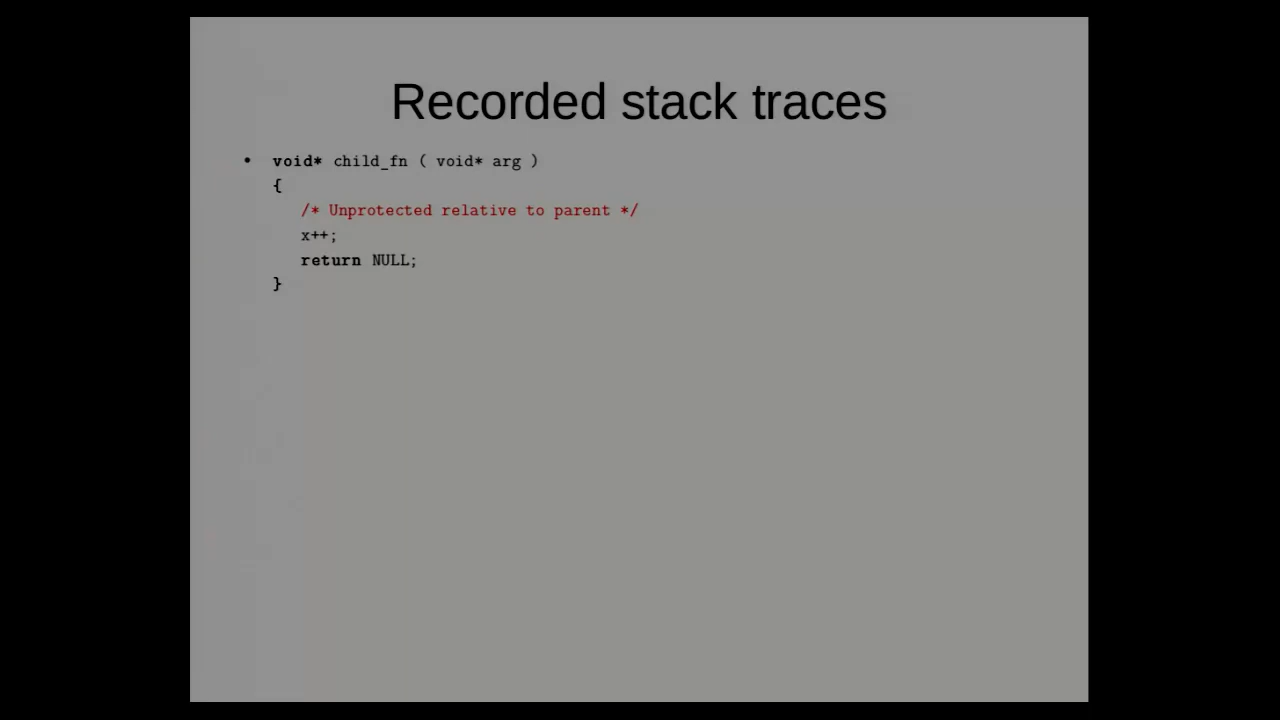 Recorded stack traces
• void* child_fn ( void* arg )
{
/* Unprotected relative to parent */
x++;
return NULL;
}